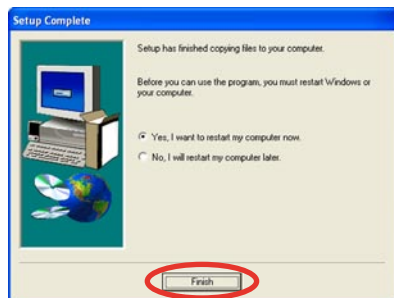 Setup Complete
Setup has finished copying files to your computer.
Before you can use the program, you must restart Windows or
your computer.
Yes, I want to restart my computer now.
No, I will restart my computer later.
Finish